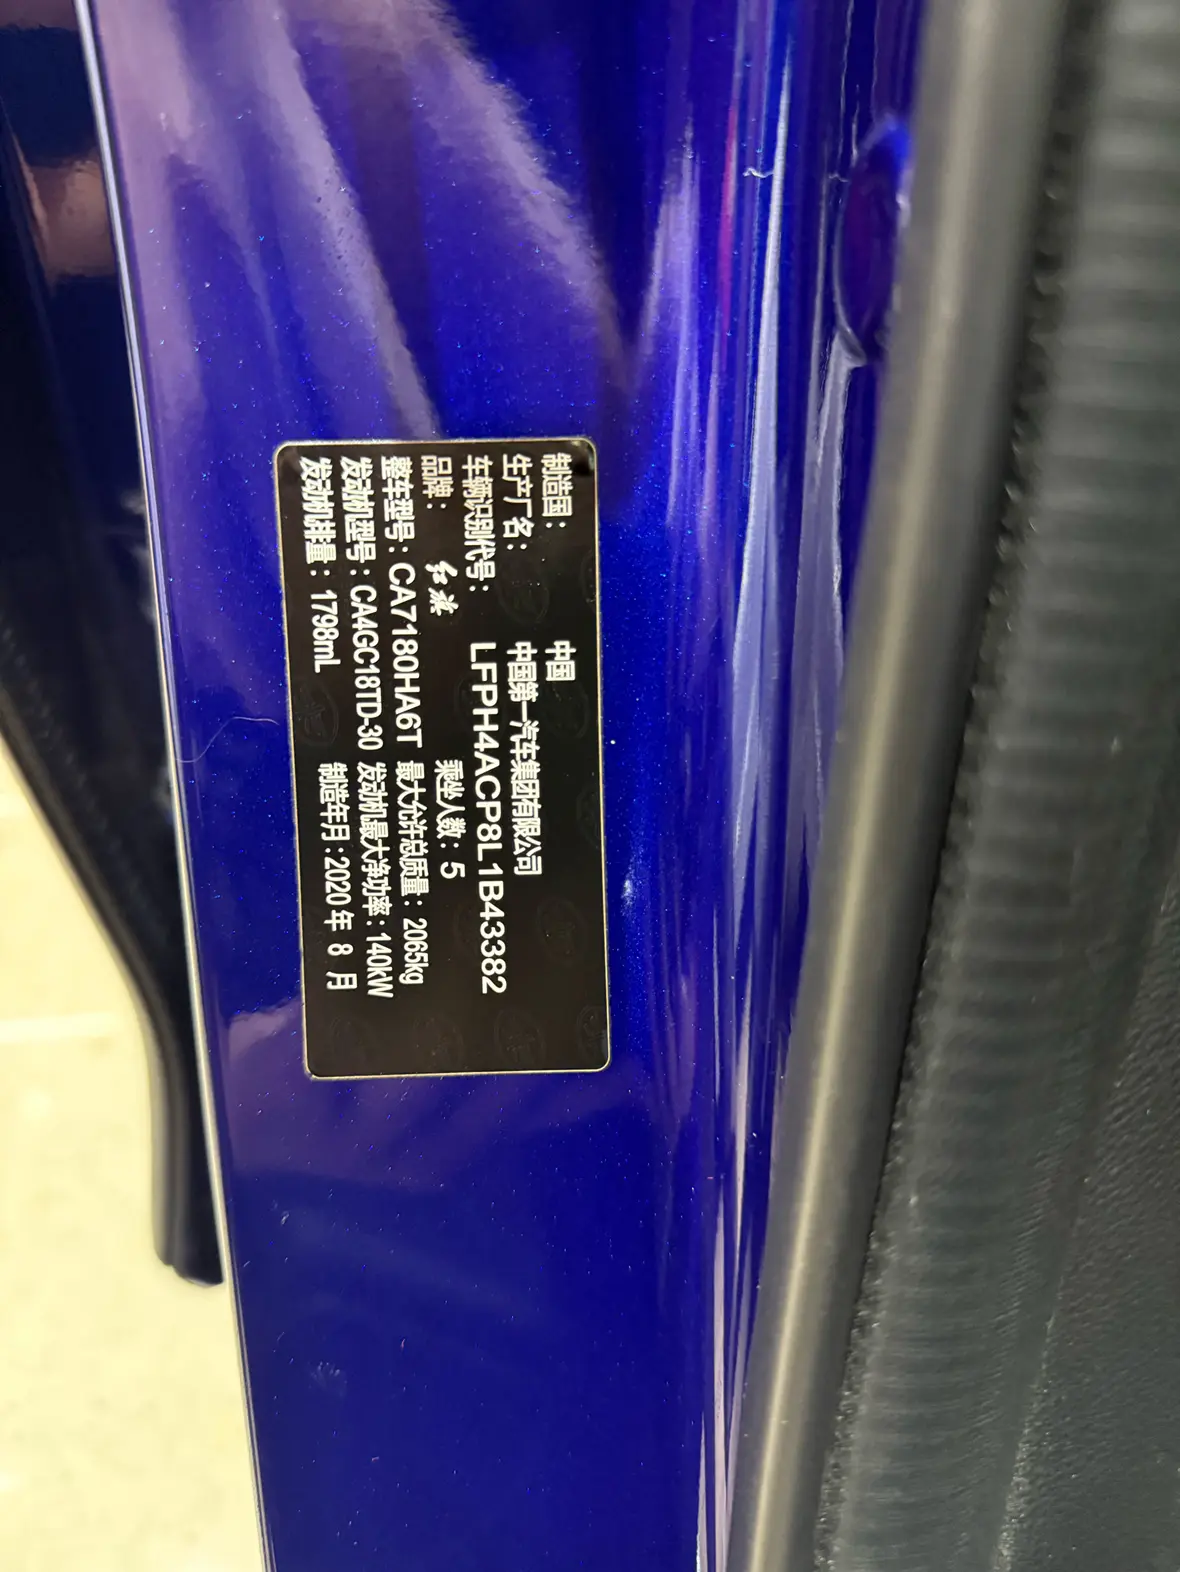 制造国： 中国
生产厂名： 中国第一汽车集团有限公司
车辆识别代号： LFPH4ACP8L1B43382
品牌： 红旗 乘坐人数：5
整车型号：CA7180HA6T 最大允许总质量：2065kg
发动机型号：CA4GC18TD-30 发动机最大净功率：140kW
发动机排量：1798mL 制造年月：2020年 8 月